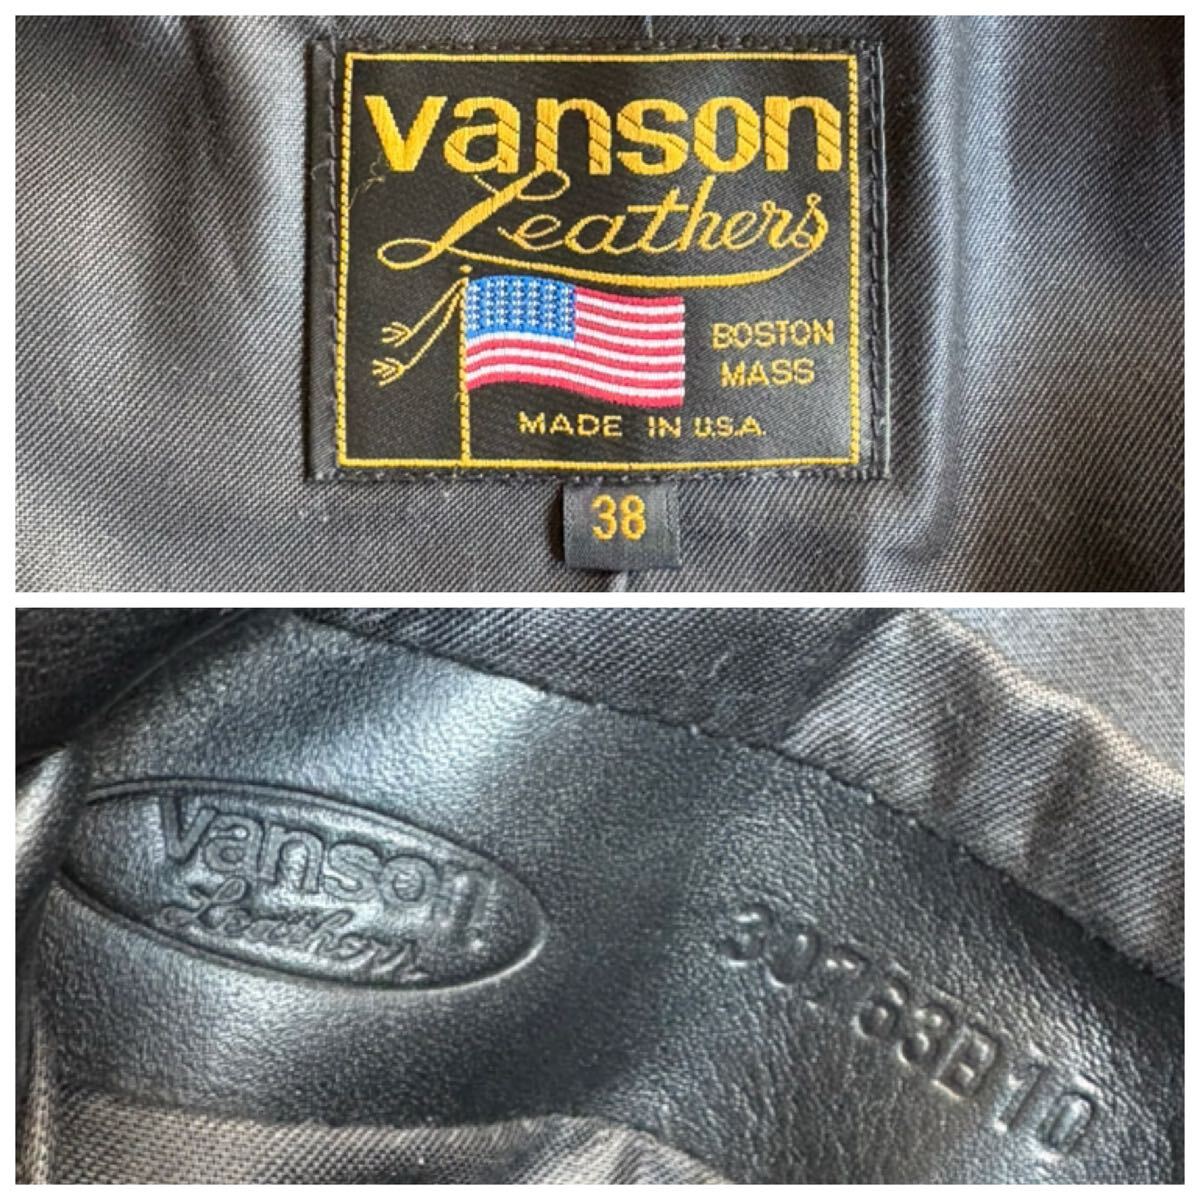 vanson
Leathers
BOSTON
MASS
MADE IN U.S.A.
38
vanson
Leathers
30763B10